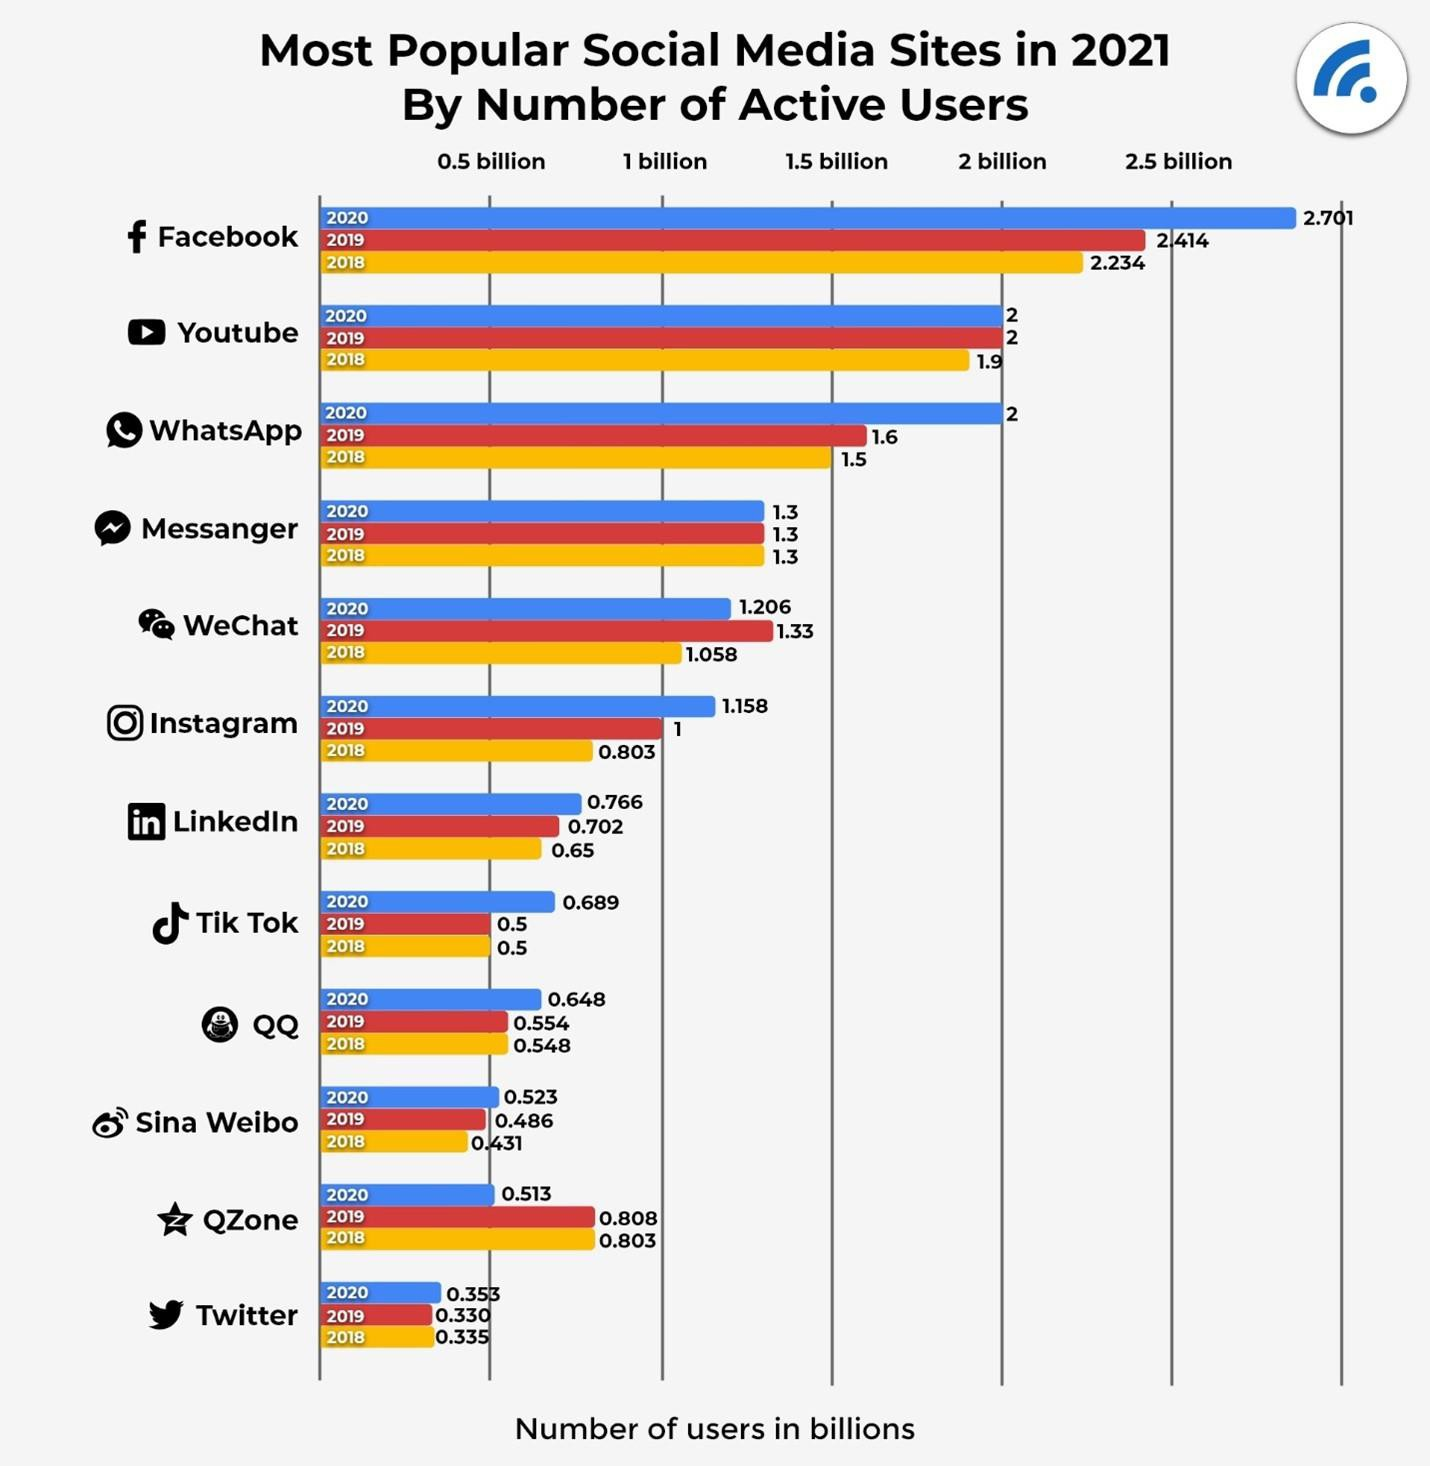 Most Popular Social Media Sites in 2021
By Number of Active Users
0.5 billion 1 billion 1.5 billion 2 billion 2.5 billion
Facebook
2020 2.701
2019 2.414
2018 2.234
Youtube
2020 2
2019 2
2018 1.9
WhatsApp
2020 2
2019 1.6
2018 1.5
Messanger
2020 1.3
2019 1.3
2018 1.3
WeChat
2020 1.206
2019 1.33
2018 1.058
Instagram
2020 1.158
2019 1
2018 0.803
LinkedIn
2020 0.766
2019 0.702
2018 0.65
Tik Tok
2020 0.689
2019 0.5
2018 0.5
QQ
2020 0.648
2019 0.554
2018 0.548
Sina Weibo
2020 0.523
2019 0.486
2018 0.431
QZone
2020 0.513
2019 0.808
2018 0.803
Twitter
2020 0.353
2019 0.330
2018 0.335
Number of users in billions